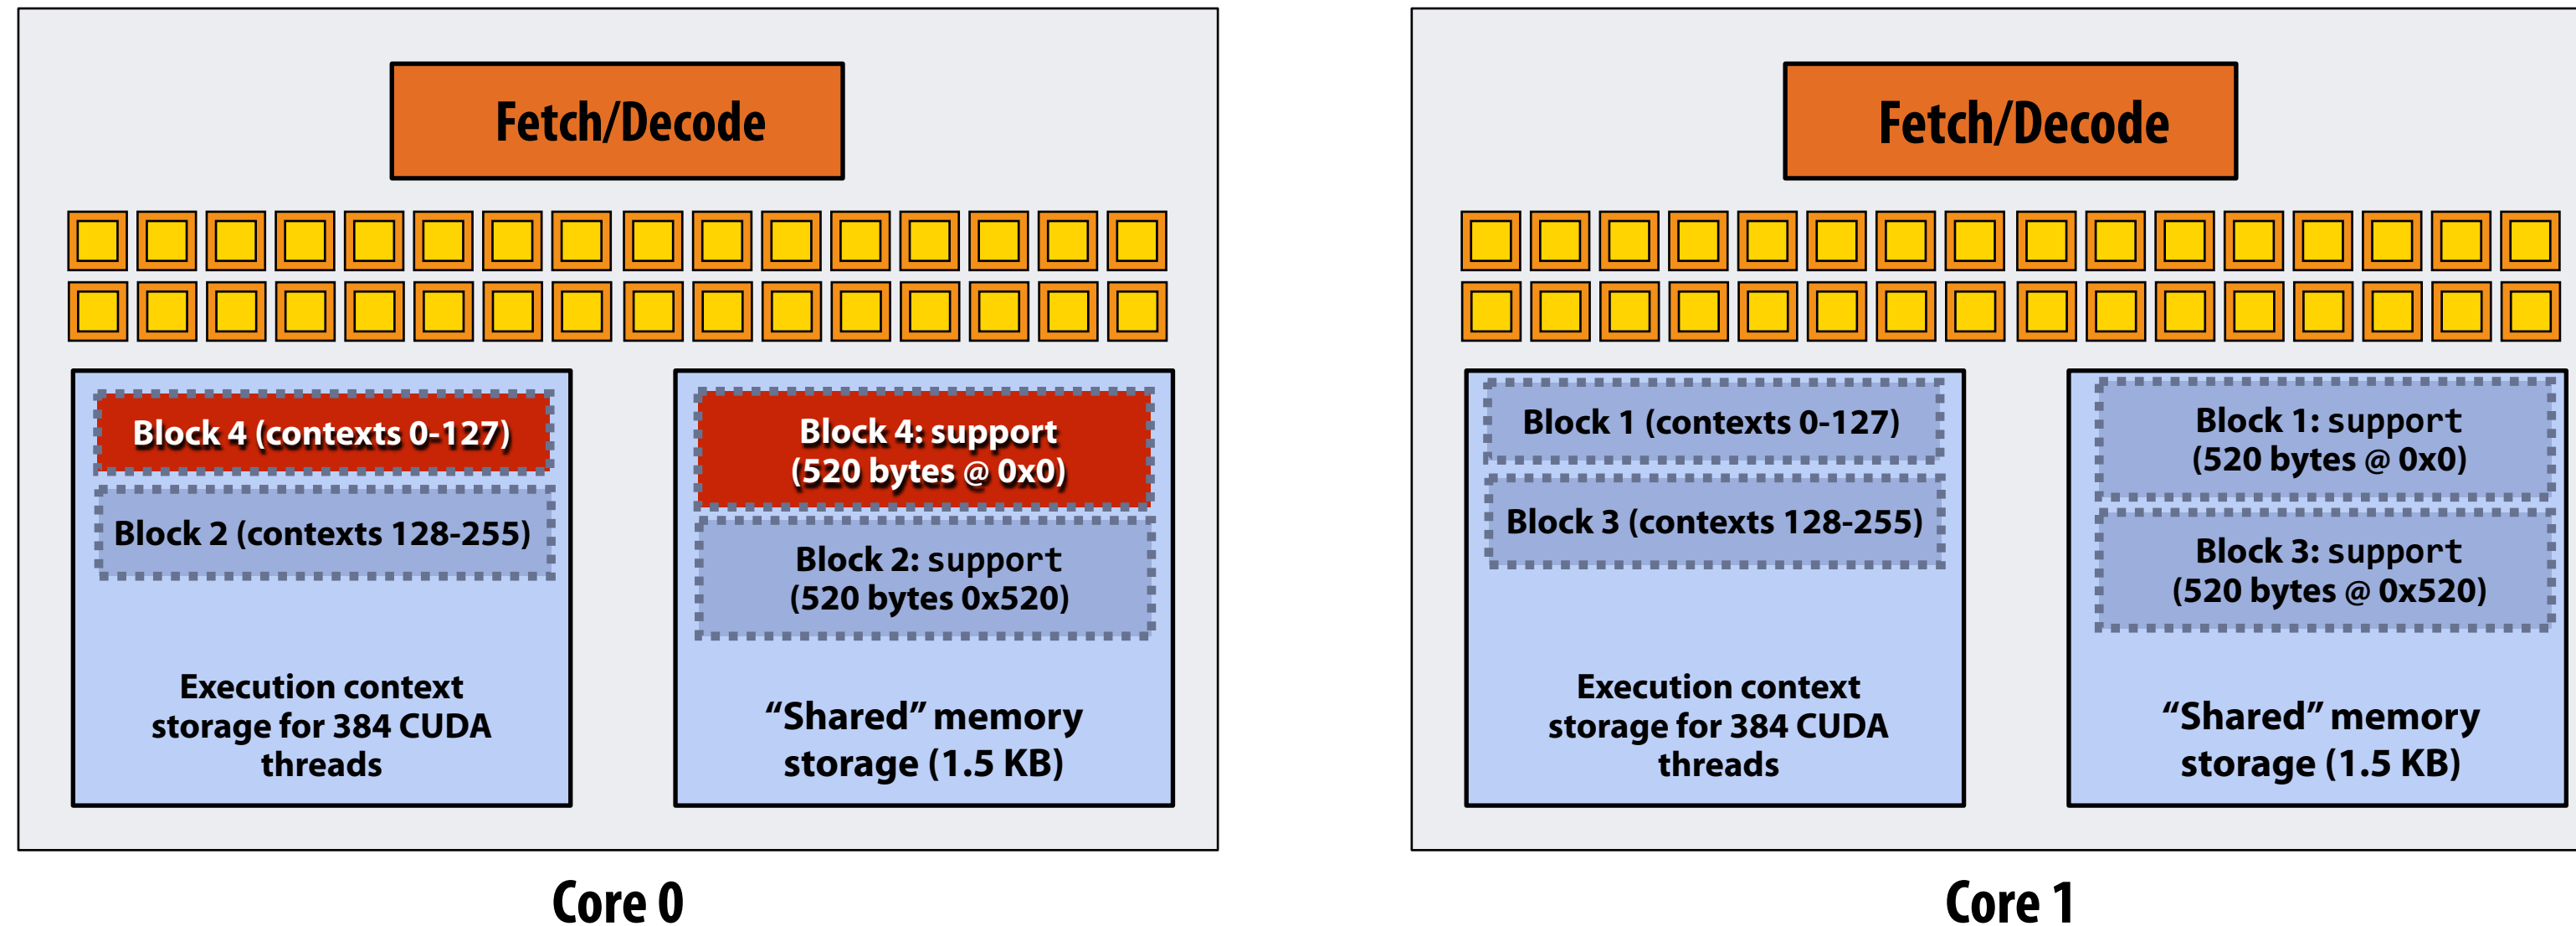 Fetch/Decode
Block 4 (contexts 0-127)
Block 2 (contexts 128-255)
Execution context
storage for 384 CUDA
threads
Block 4: support
(520 bytes @ 0x0)
Block 2: support
(520 bytes 0x520)
“Shared” memory
storage (1.5 KB)
Core 0
Fetch/Decode
Block 1 (contexts 0-127)
Block 3 (contexts 128-255)
Execution context
storage for 384 CUDA
threads
Block 1: support
(520 bytes @ 0x0)
Block 3: support
(520 bytes @ 0x520)
“Shared” memory
storage (1.5 KB)
Core 1